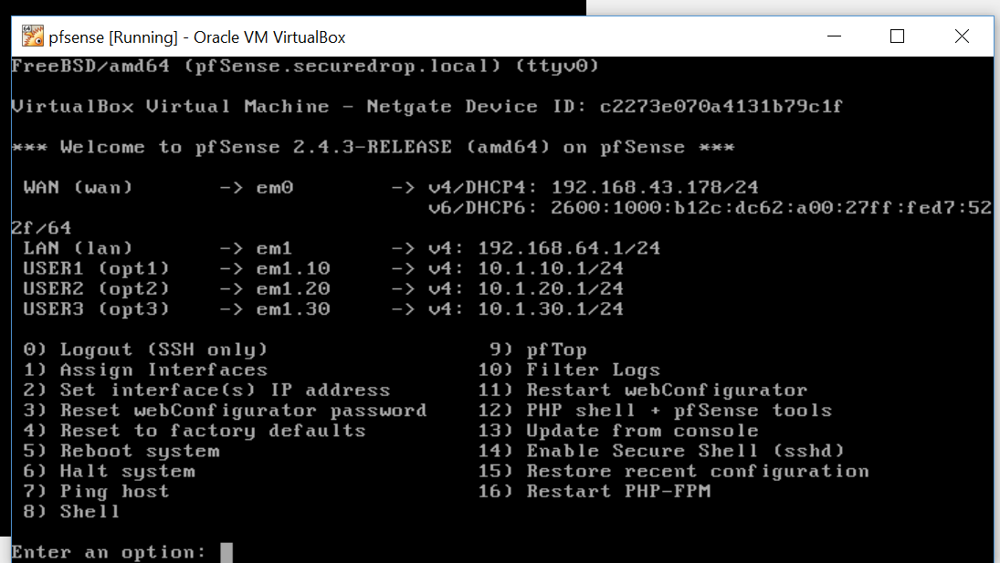 pfsense [Running] - Oracle VM VirtualBox
FreeBSD/amd64 (pfSense.securedrop.local) (ttyv0)
VirtualBox Virtual Machine - Netgate Device ID: c2273e070a4131b79c1f
*** Welcome to pfSense 2.4.3-RELEASE (amd64) on pfSense ***
WAN (wan) -> em0 -> v4/DHCP4: 192.168.43.178/24
v6/DHCP6: 2600:1000:b12c:dc62:a00:27ff:fed7:52
2f/64
LAN (lan) -> em1 -> v4: 192.168.64.1/24
USER1 (opt1) -> em1.10 -> v4: 10.1.10.1/24
USER2 (opt2) -> em1.20 -> v4: 10.1.20.1/24
USER3 (opt3) -> em1.30 -> v4: 10.1.30.1/24
0) Logout (SSH only) 9) pfTop
1) Assign Interfaces 10) Filter Logs
2) Set interface(s) IP address 11) Restart webConfigurator
3) Reset webConfigurator password 12) PHP shell + pfSense tools
4) Reset to factory defaults 13) Update from console
5) Reboot system 14) Enable Secure Shell (sshd)
6) Halt system 15) Restore recent configuration
7) Ping host 16) Restart PHP-FPM
8) Shell
Enter an option: